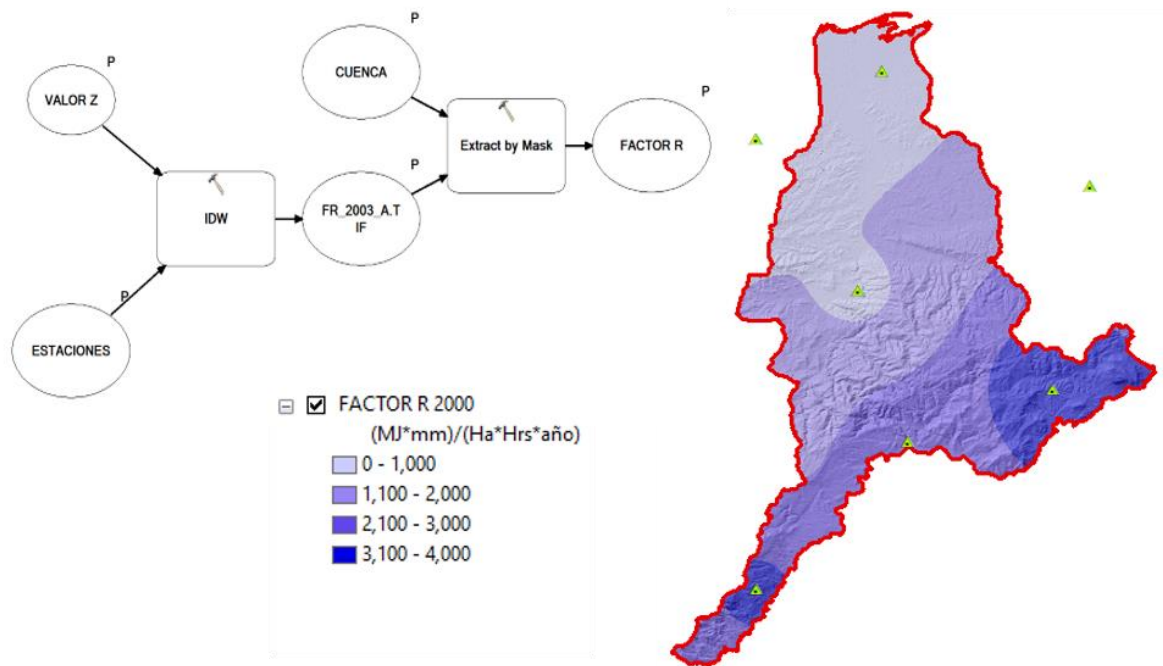 P
P
CUENCA
VALOR Z
P
P
Extract by Mask
FACTOR R
IDW
FR_2003_A.T
IF
P
ESTACIONES
FACTOR R 2000
(MJ*mm)/(Ha*Hrs*año)
0 - 1,000
1,100 - 2,000
2,100 - 3,000
3,100 - 4,000